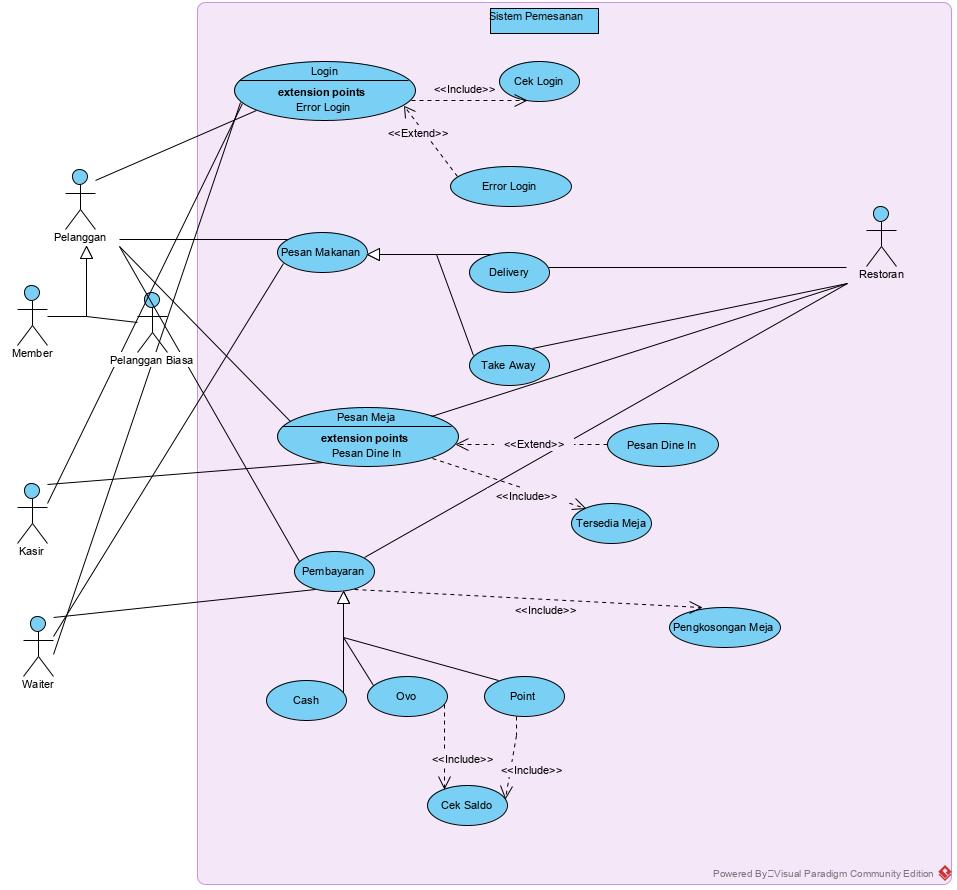 Sistem Pemesanan
Login
extension points
Error Login
<<Include>>
Cek Login
<<Extend>>
Error Login
Pelanggan
Pesan Makanan
Delivery
Restoran
Member
Pelanggan Biasa
Take Away
Pesan Meja
extension points
Pesan Dine In
<<Extend>>
Pesan Dine In
<<Include>>
Tersedia Meja
Kasir
Pembayaran
<<Include>>
Pengkosongan Meja
Waiter
Cash
Ovo
Point
<<Include>>
<<Include>>
Cek Saldo
Powered By Visual Paradigm Community Edition